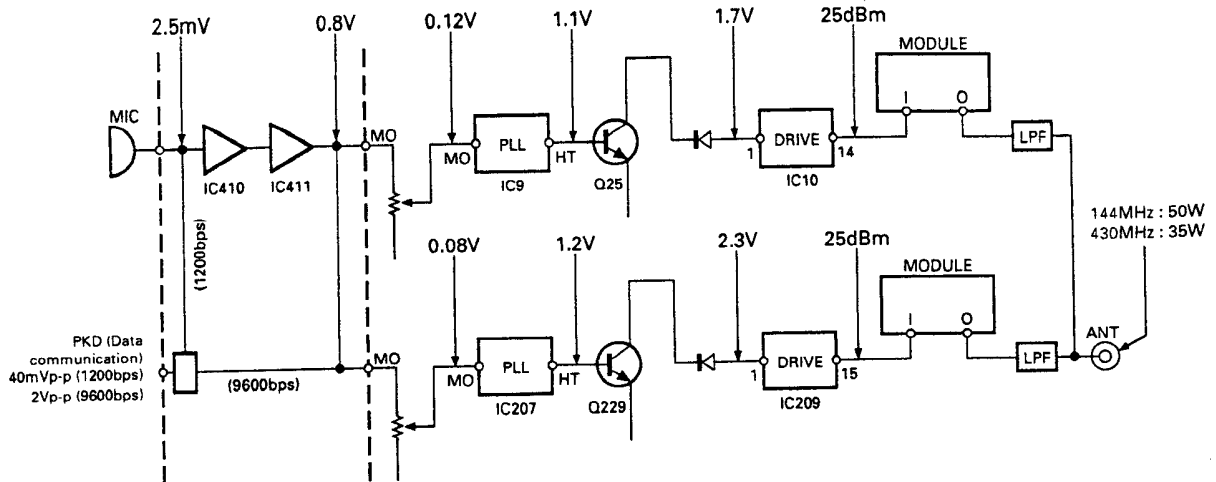 2.5mV
0.8V
0.12V
1.1V
1.7V
25dBm
MODULE
MIC
MO
I
O
LPF
MO
PLL
HT
1
DRIVE
14
IC410
IC411
IC9
Q25
IC10
(1200bps)
144MHz : 50W
430MHz : 35W
0.08V
1.2V
2.3V
25dBm
MODULE
I
O
ANT
PKD (Data
communication)
40mVp-p (1200bps)
2Vp-p (9600bps)
(9600bps)
MO
MO
PLL
HT
1
DRIVE
15
LPF
IC207
Q229
IC209